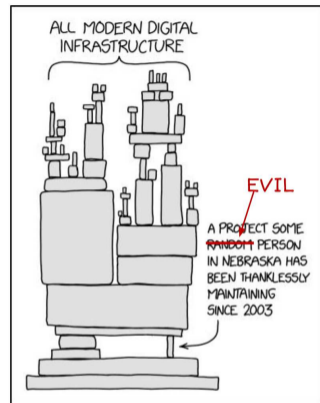 ALL MODERN DIGITAL
INFRASTRUCTURE
EVIL
A PROJECT SOME
RANDOM PERSON
IN NEBRASKA HAS
BEEN THANKLESSLY
MAINTAINING
SINCE 2003